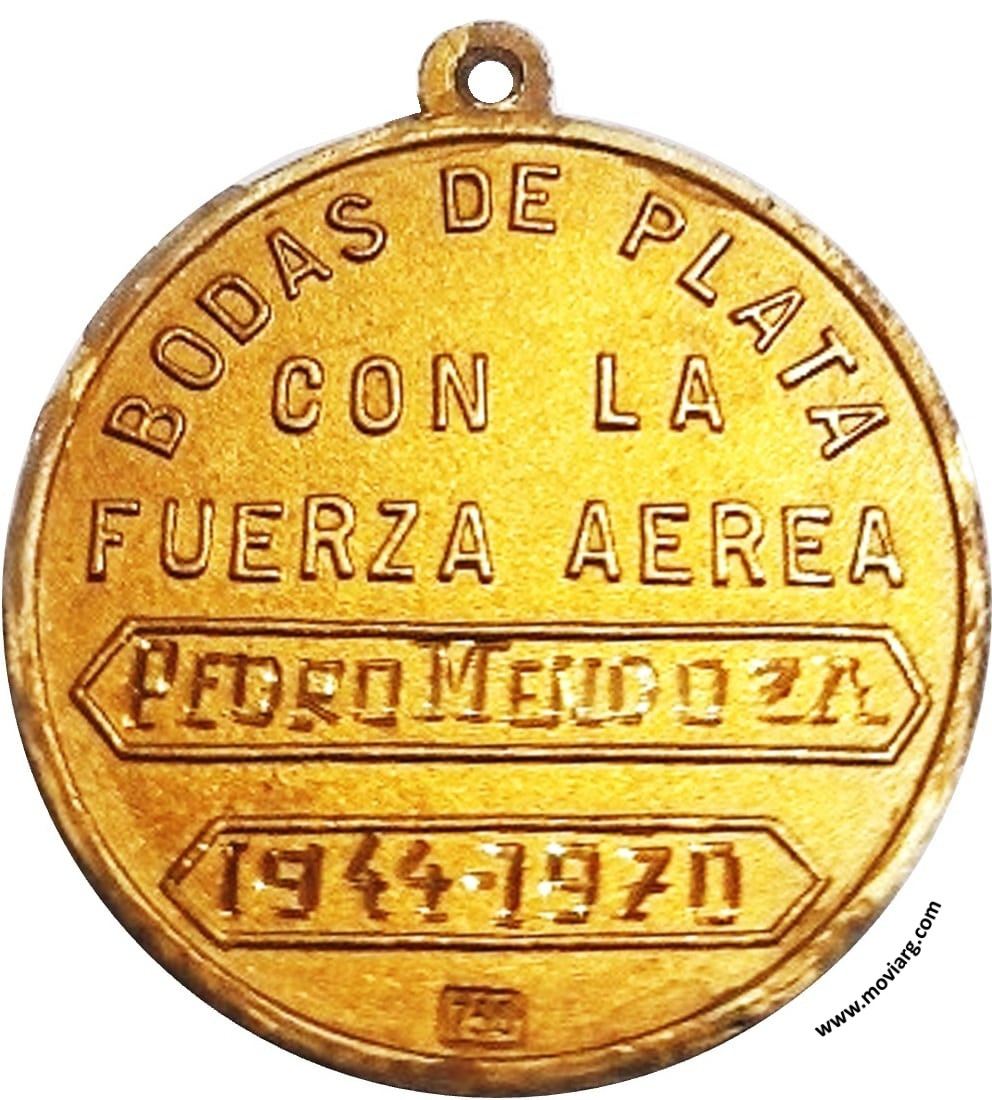 BODAS DE PLATA
CON LA
FUERZA AEREA
PEDRO MENDOZA
1944-1970
www.moviarg.com